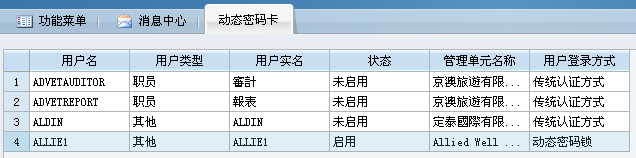 功能菜单 消息中心 动态密码卡
用户名 用户类型 用户实名 状态 管理单元名称 用户登录方式
1 ADVETAUDITOR 职员 審計 未启用 京澳旅遊有限... 传统认证方式
2 ADVETREPORT 职员 報表 未启用 京澳旅遊有限... 传统认证方式
3 ALDIN 其他 ALDIN 未启用 定泰國際有限... 传统认证方式
4 ALLIE1 其他 ALLIE1 启用 Allied Well ... 动态密码锁